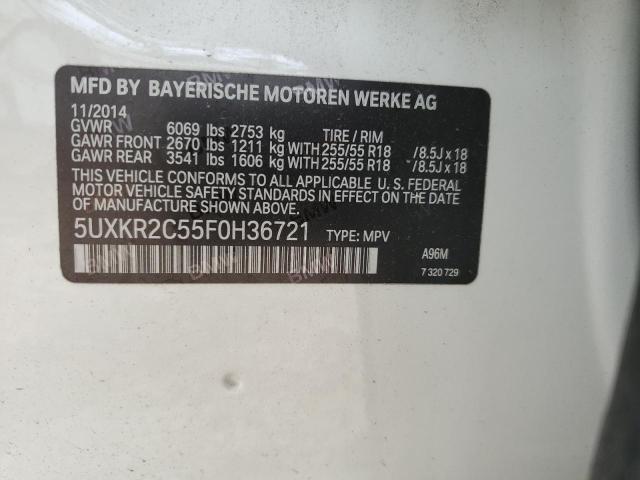 MFD BY BAYERISCHE MOTOREN WERKE AG
11/2014
GVWR 6069 lbs 2753 kg TIRE / RIM
GAWR FRONT 2670 lbs 1211 kg WITH 255/55 R18 / 8.5J x 18
GAWR REAR 3541 lbs 1606 kg WITH 255/55 R18 / 8.5J x 18
THIS VEHICLE CONFORMS TO ALL APPLICABLE U. S. FEDERAL
MOTOR VEHICLE SAFETY STANDARDS IN EFFECT ON THE
DATE OF MANUFACTURE SHOWN ABOVE.
5UXKR2C55F0H36721 TYPE: MPV
A96M
7 320 729